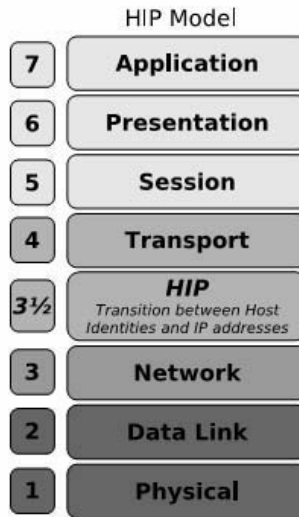 HIP Model
7 Application
6 Presentation
5 Session
4 Transport
3½ HIP
Transition between Host
Identities and IP addresses
3 Network
2 Data Link
1 Physical